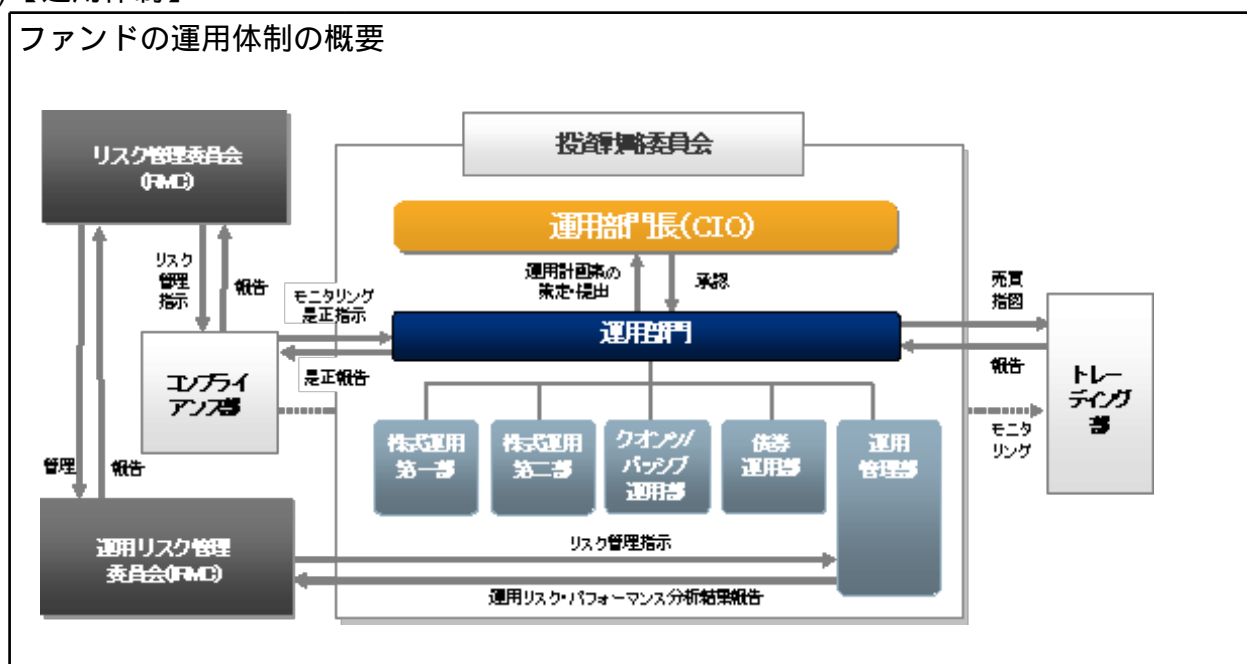 ファンドの運用体制の概要
投資戦略委員会
リスク管理委員会
(RMC)
運用部門長(CIO)
リスク
管理
指示
報告
運用計画案の
策定・提出
承認
売買
指図
モニタリング
是正指示
運用部門
是正報告
報告
コンプライ
アンス部
トレー
ディング
部
モニタ
リング
株式運用
第一部
株式運用
第二部
クオンツ/
パッシブ
運用部
債券
運用部
運用
管理部
管理
報告
運用リスク管理
委員会(IRMC)
リスク管理指示
運用リスク・パフォーマンス分析結果報告